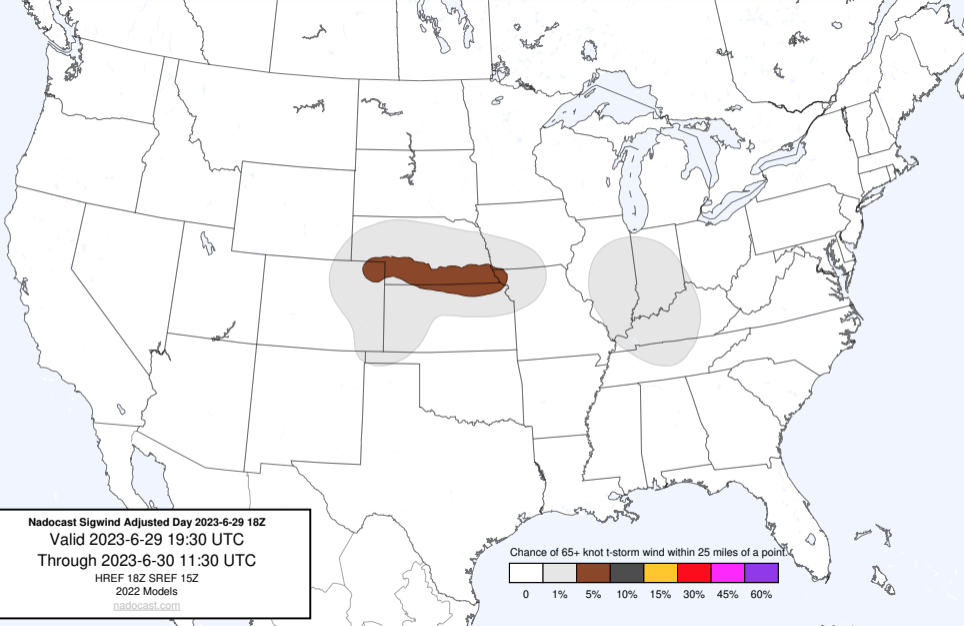 Nadocast Sigwind Adjusted Day 2023-6-29 18Z
Valid 2023-6-29 19:30 UTC
Through 2023-6-30 11:30 UTC
HREF 18Z SREF 15Z
2022 Models
nadocast.com
Chance of 65+ knot t-storm wind within 25 miles of a point.
0 1% 5% 10% 15% 30% 45% 60%